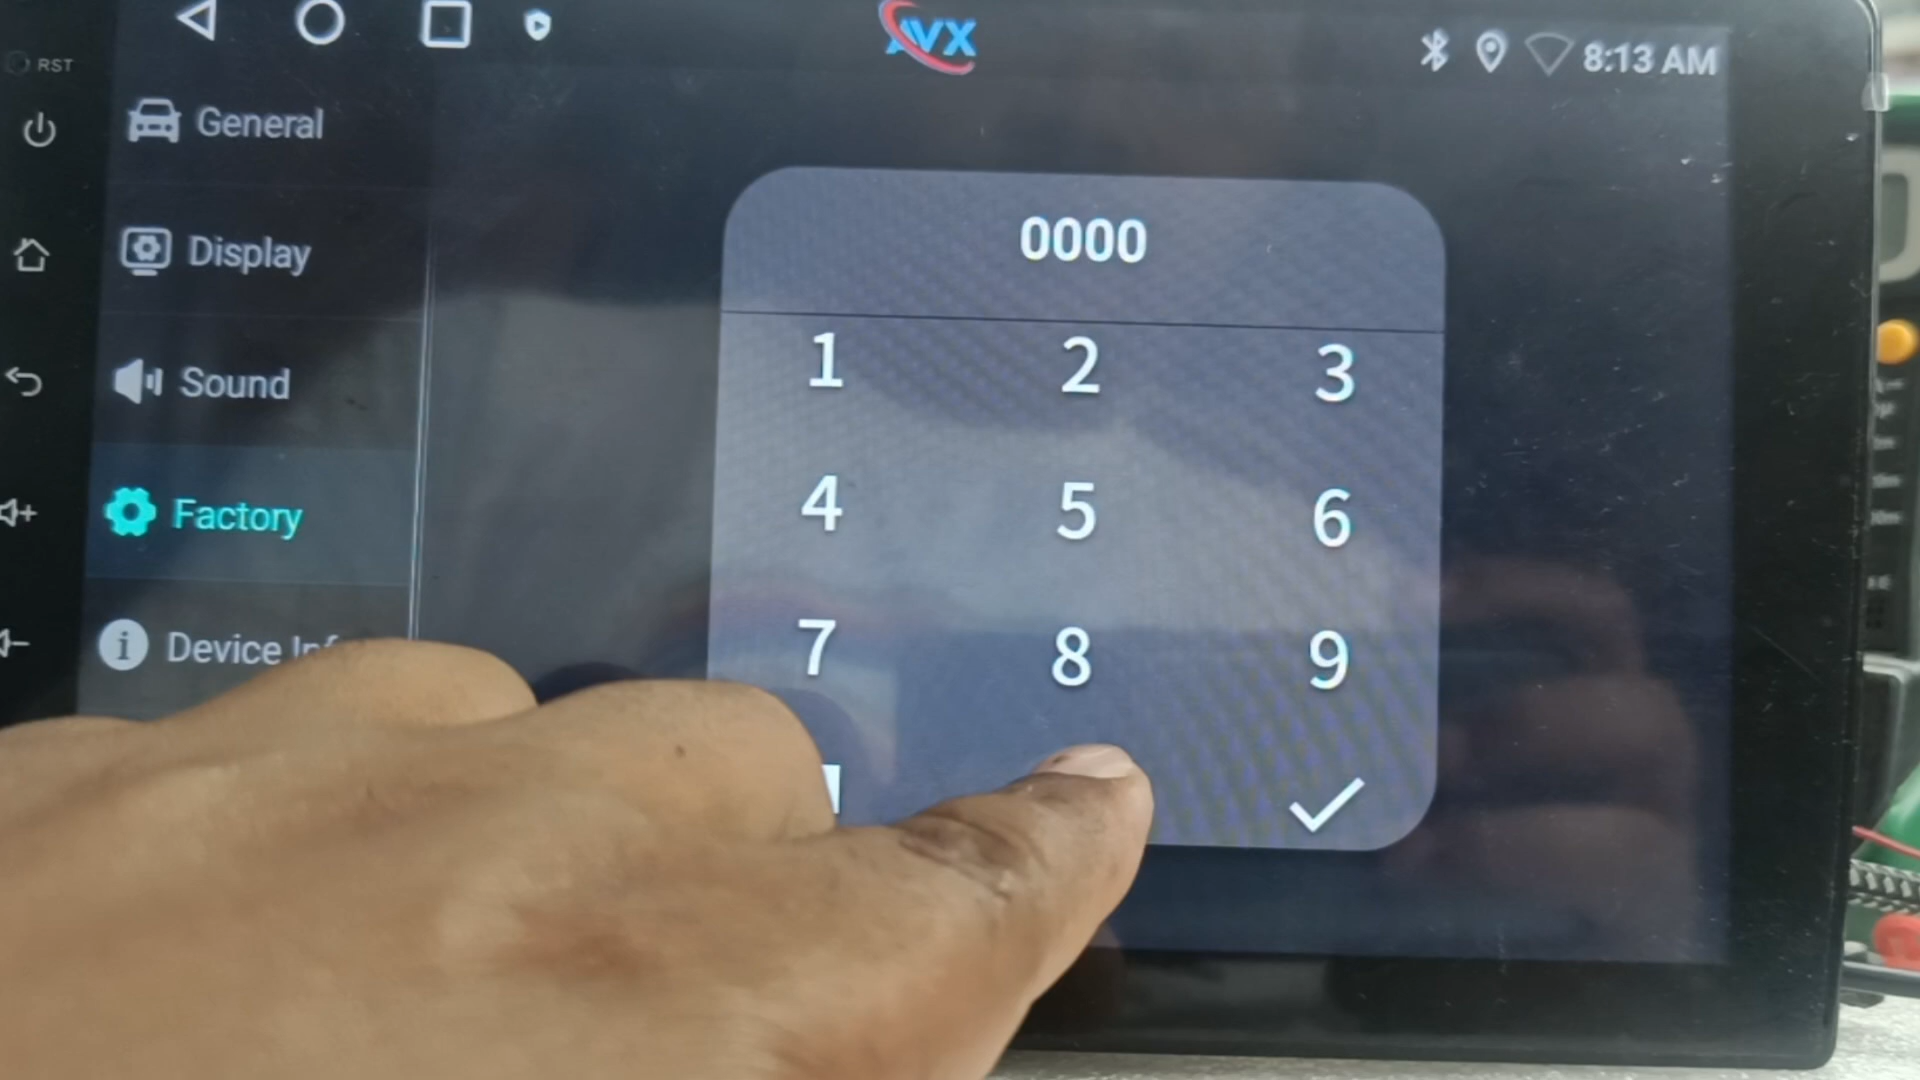 RST
AVX
8:13 AM
General
Display
Sound
Factory
Device
0000
1 2 3
4 5 6
7 8 9